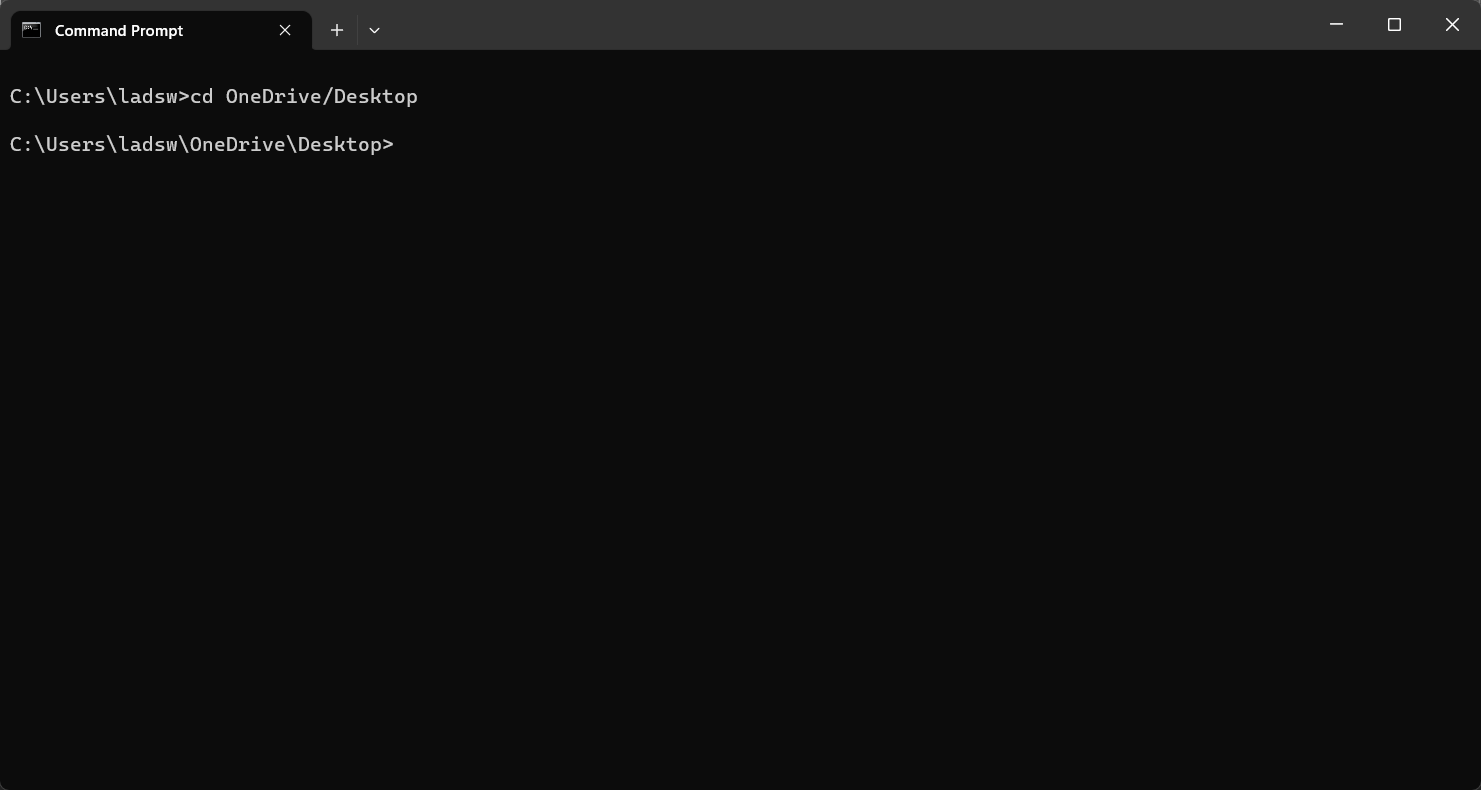 Command Prompt
C:\Users\ladsw>cd OneDrive/Desktop
C:\Users\ladsw\OneDrive\Desktop>